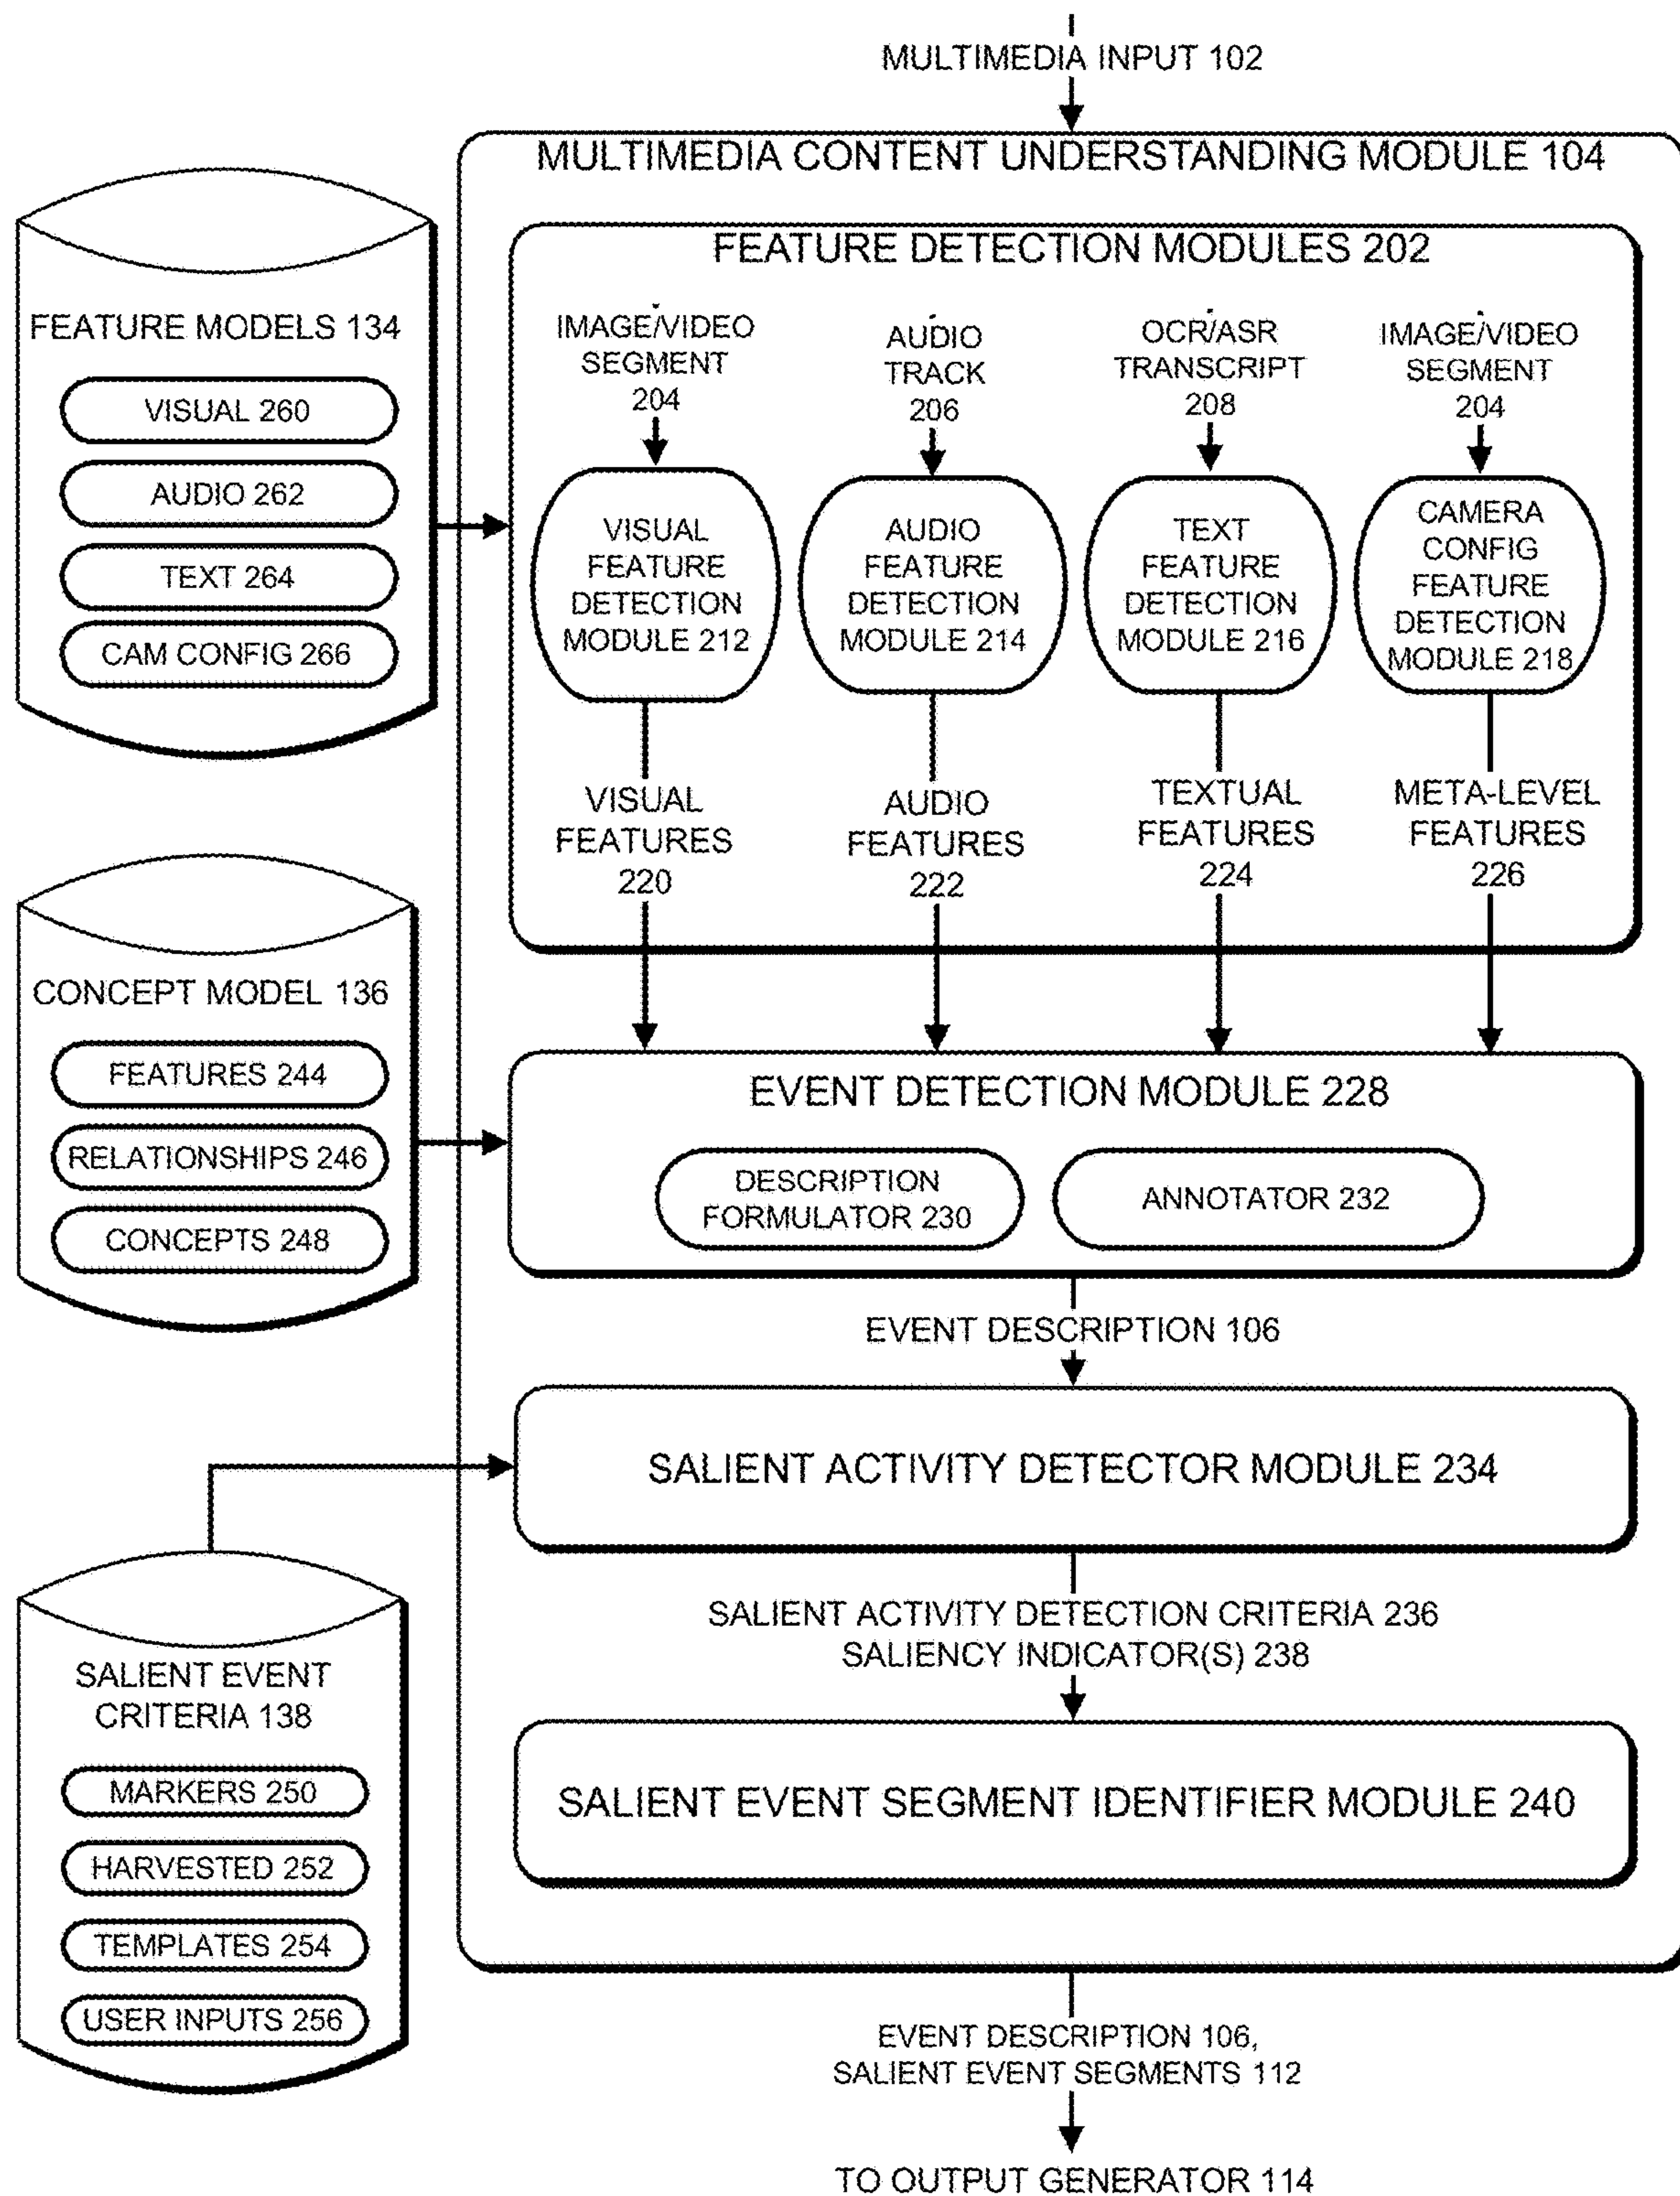 MULTIMEDIA INPUT 102
MULTIMEDIA CONTENT UNDERSTANDING MODULE 104
FEATURE DETECTION MODULES 202
FEATURE MODELS 134
VISUAL 260
AUDIO 262
TEXT 264
CAM CONFIG 266
IMAGE/VIDEO
SEGMENT
204
AUDIO
TRACK
206
OCR/ASR
TRANSCRIPT
208
IMAGE/VIDEO
SEGMENT
204
VISUAL
FEATURE
DETECTION
MODULE 212
AUDIO
FEATURE
DETECTION
MODULE 214
TEXT
FEATURE
DETECTION
MODULE 216
CAMERA
CONFIG
FEATURE
DETECTION
MODULE 218
VISUAL
FEATURES
220
AUDIO
FEATURES
222
TEXTUAL
FEATURES
224
META-LEVEL
FEATURES
226
CONCEPT MODEL 136
FEATURES 244
RELATIONSHIPS 246
CONCEPTS 248
EVENT DETECTION MODULE 228
DESCRIPTION
FORMULATOR 230
ANNOTATOR 232
EVENT DESCRIPTION 106
SALIENT ACTIVITY DETECTOR MODULE 234
SALIENT ACTIVITY DETECTION CRITERIA 236
SALIENCY INDICATOR(S) 238
SALIENT EVENT
CRITERIA 138
MARKERS 250
HARVESTED 252
TEMPLATES 254
USER INPUTS 256
SALIENT EVENT SEGMENT IDENTIFIER MODULE 240
EVENT DESCRIPTION 106,
SALIENT EVENT SEGMENTS 112
TO OUTPUT GENERATOR 114